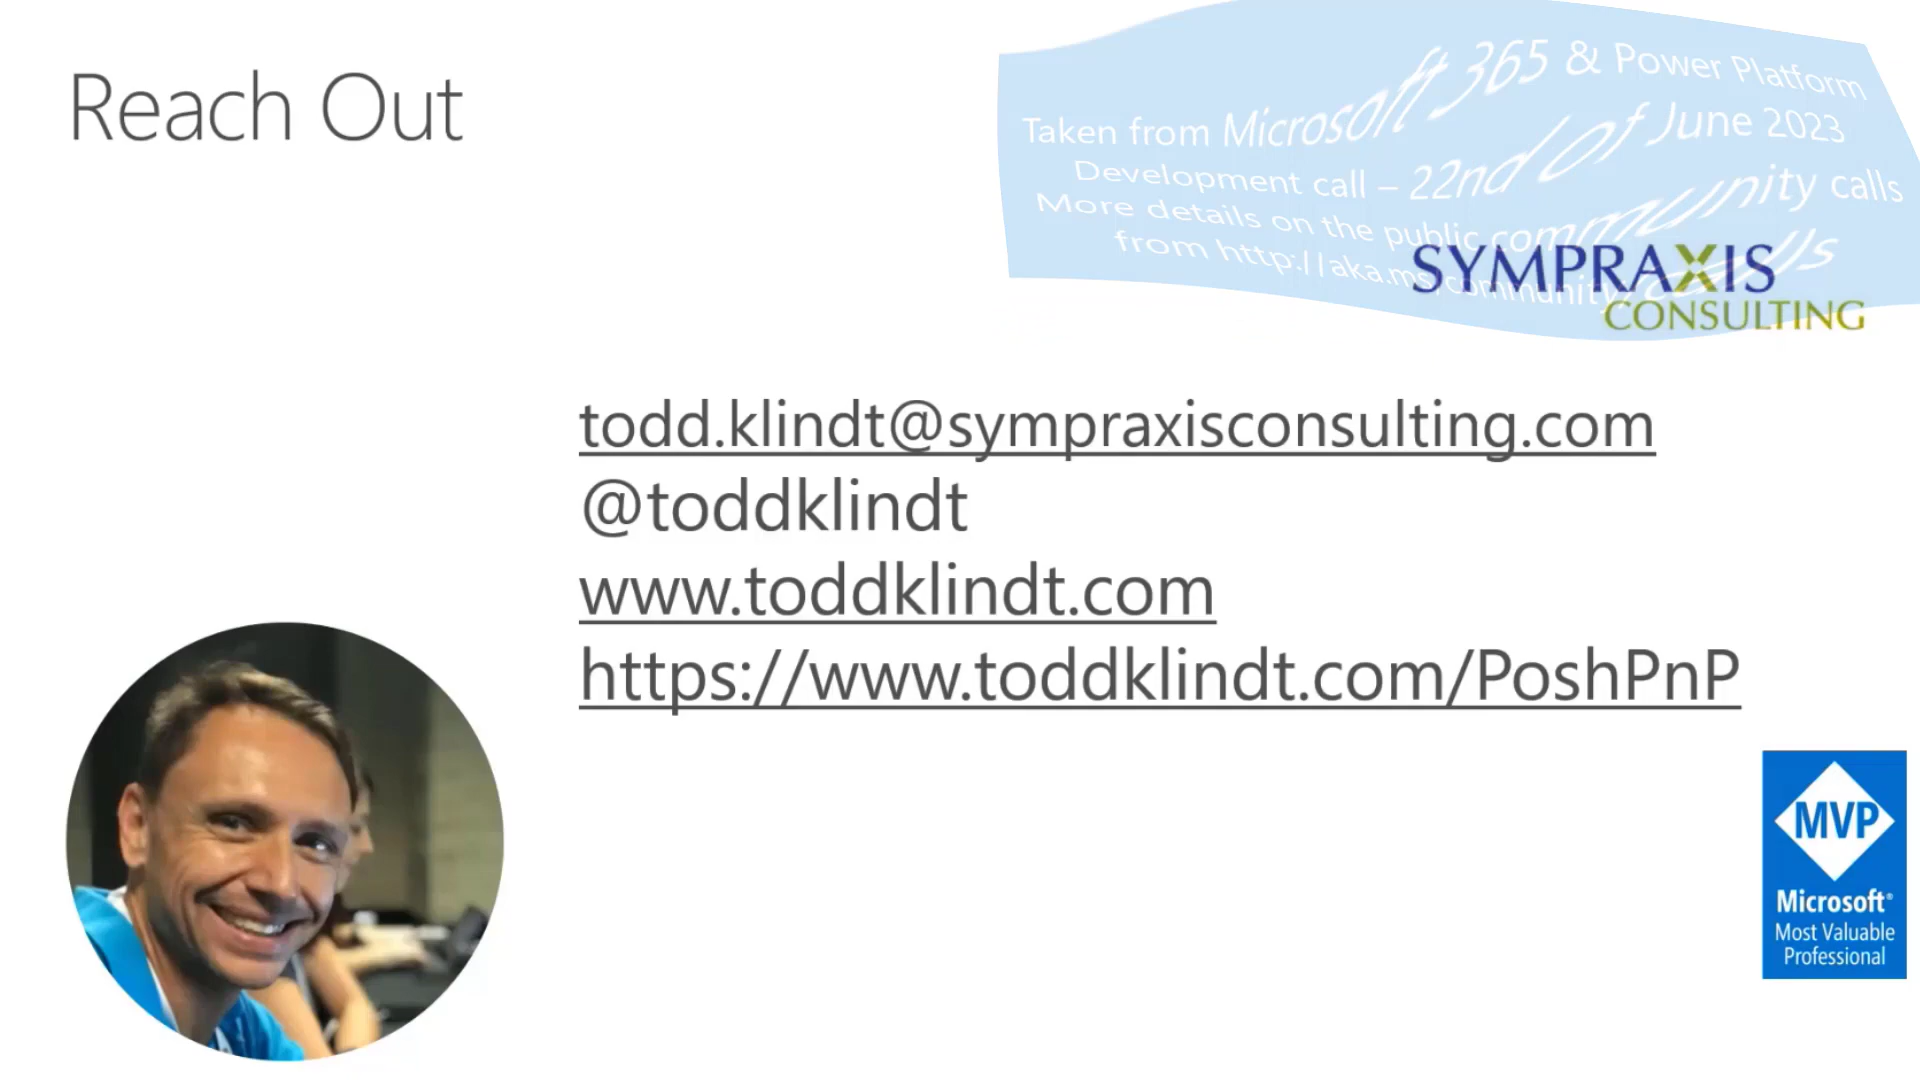 Reach Out
Taken from Microsoft 365 & Power Platform
Development call – 22nd of June 2023
More details on the public community calls
from http://aka.ms/community/calls
SYMPRAXIS
CONSULTING
todd.klindt@sympraxisconsulting.com
@toddklindt
www.toddklindt.com
https://www.toddklindt.com/PoshPnP
MVP
Microsoft®
Most Valuable
Professional